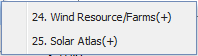 24. Wind Resource/Farms(+)
25. Solar Atlas(+)